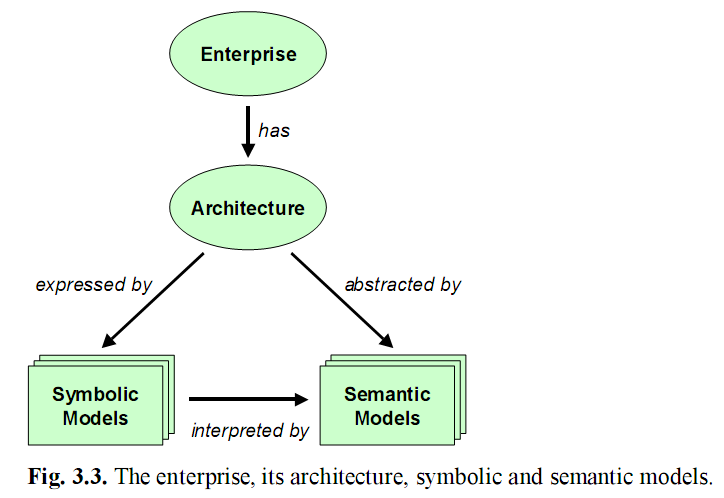 Enterprise
has
Architecture
expressed by
abstracted by
Symbolic
Models
interpreted by
Semantic
Models
Fig. 3.3. The enterprise, its architecture, symbolic and semantic models.